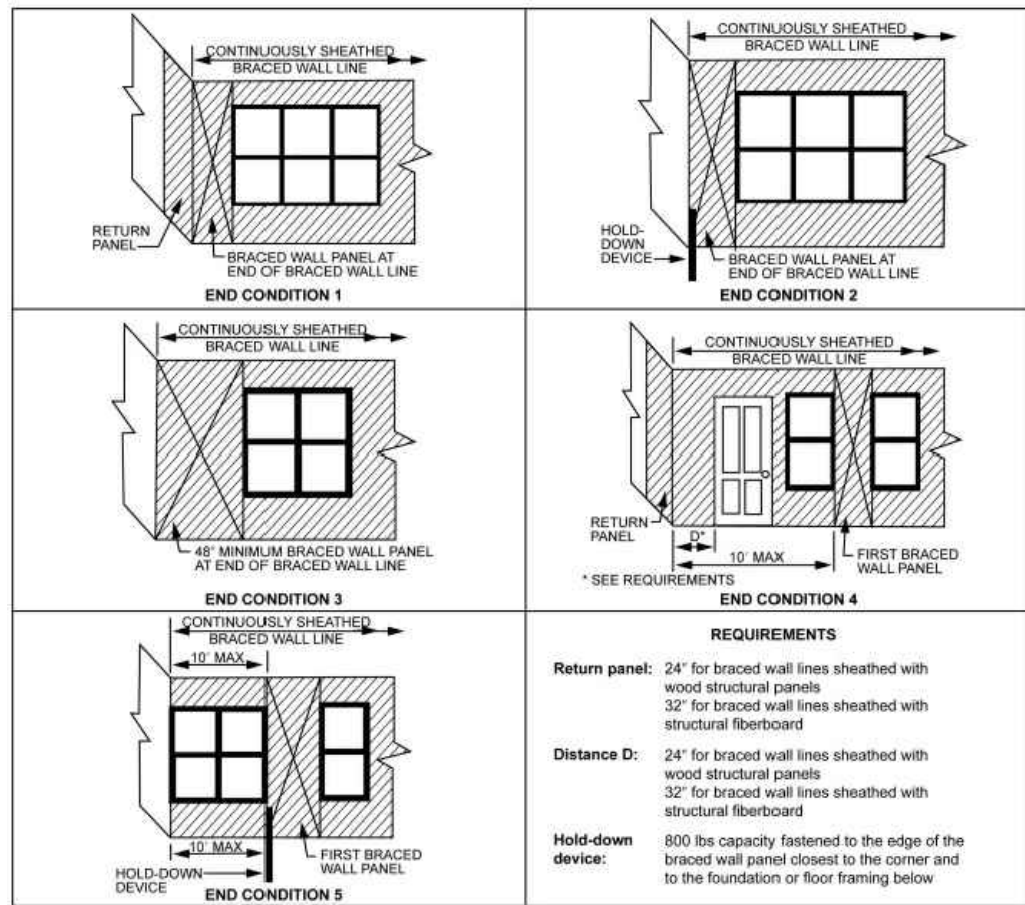 CONTINUOUSLY SHEATHED
BRACED WALL LINE
RETURN
PANEL
BRACED WALL PANEL AT
END OF BRACED WALL LINE
END CONDITION 1
CONTINUOUSLY SHEATHED
BRACED WALL LINE
HOLD-
DOWN
DEVICE
BRACED WALL PANEL AT
END OF BRACED WALL LINE
END CONDITION 2
CONTINUOUSLY SHEATHED
BRACED WALL LINE
48" MINIMUM BRACED WALL PANEL
AT END OF BRACED WALL LINE
END CONDITION 3
CONTINUOUSLY SHEATHED
BRACED WALL LINE
RETURN
PANEL
D*
10' MAX
FIRST BRACED
WALL PANEL
* SEE REQUIREMENTS
END CONDITION 4
CONTINUOUSLY SHEATHED
BRACED WALL LINE
10' MAX
10' MAX
FIRST BRACED
WALL PANEL
HOLD-DOWN
DEVICE
END CONDITION 5
REQUIREMENTS
Return panel: 24" for braced wall lines sheathed with
wood structural panels
32" for braced wall lines sheathed with
structural fiberboard
Distance D: 24" for braced wall lines sheathed with
wood structural panels
32" for braced wall lines sheathed with
structural fiberboard
Hold-down 800 lbs capacity fastened to the edge of the
device: braced wall panel closest to the corner and
to the foundation or floor framing below